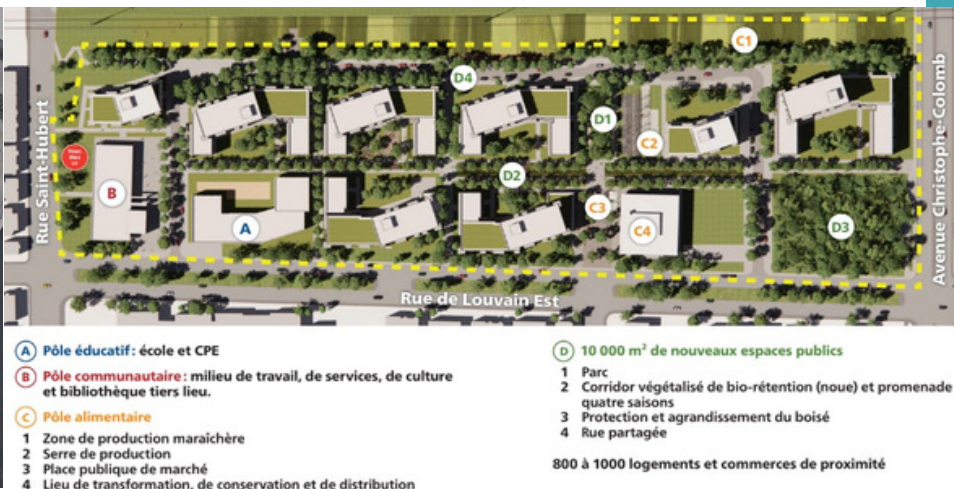 C1
D4
D1
C2
Rue Saint-Hubert
B
D2
C3
A
C4
D3
Avenue Christophe-Colomb
Rue de Louvain Est
A Pôle éducatif : école et CPE
B Pôle communautaire : milieu de travail, de services, de culture
et bibliothèque tiers lieu.
C Pôle alimentaire
1 Zone de production maraîchère
2 Serre de production
3 Place publique de marché
4 Lieu de transformation, de conservation et de distribution
D 10 000 m² de nouveaux espaces publics
1 Parc
2 Corridor végétalisé de bio-rétention (noue) et promenade
quatre saisons
3 Protection et agrandissement du boisé
4 Rue partagée
800 à 1000 logements et commerces de proximité